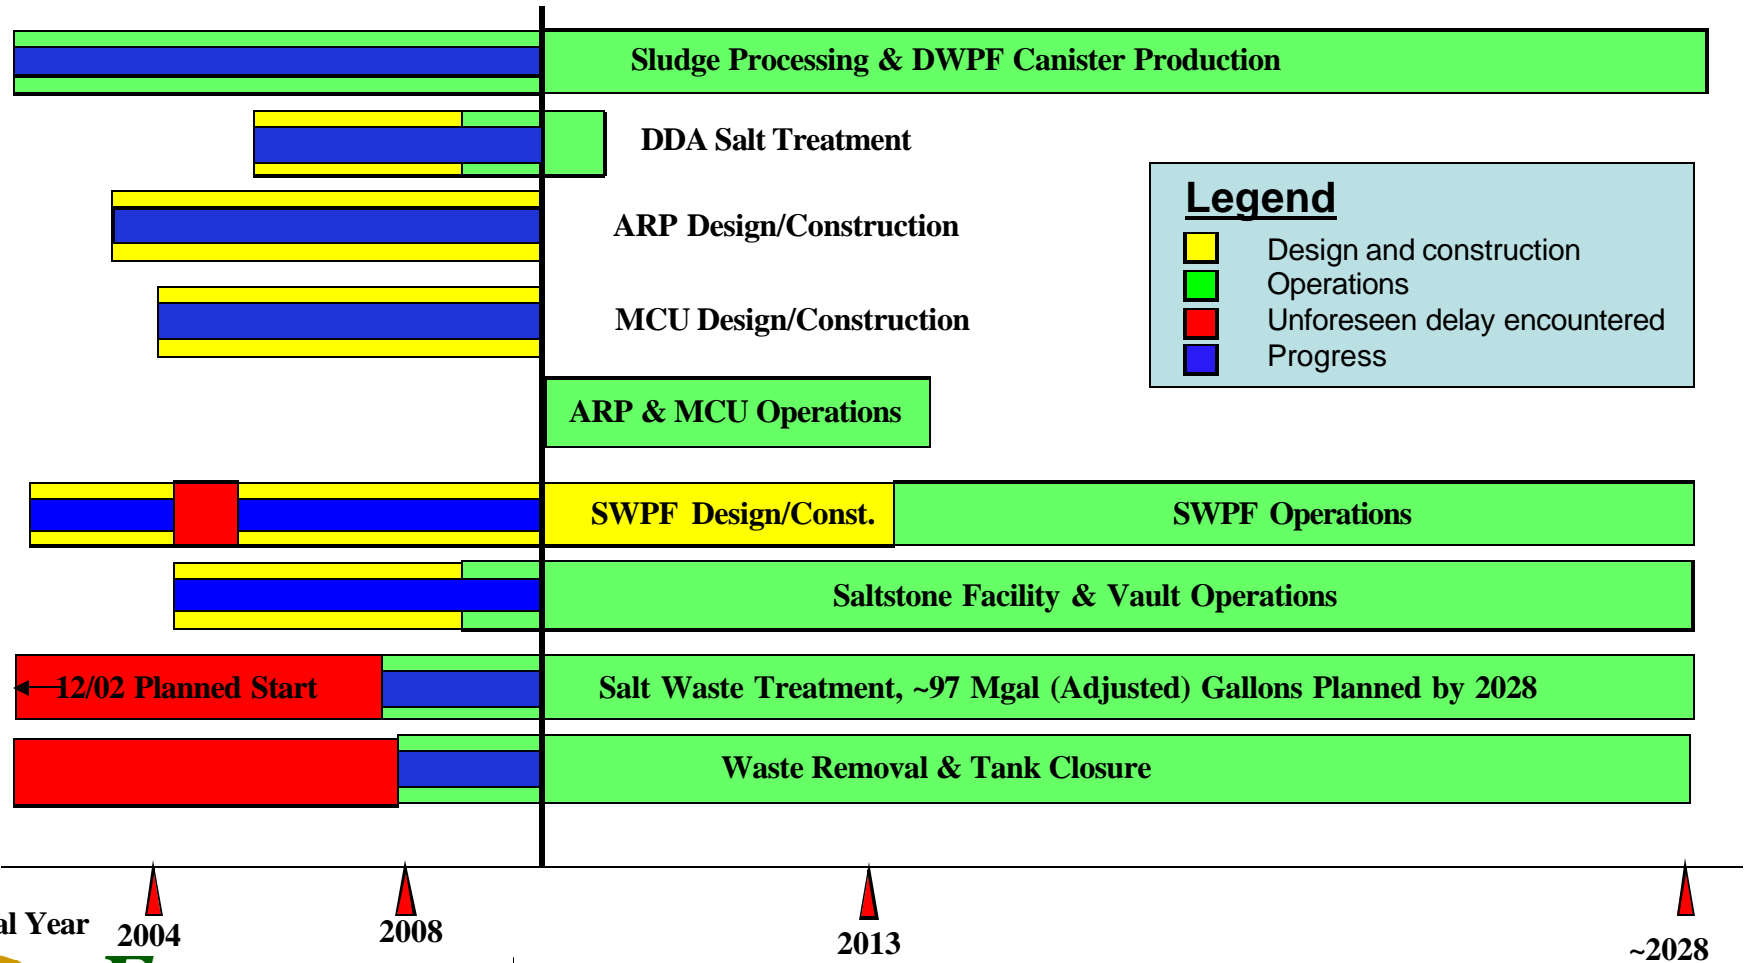 Sludge Processing & DWPF Canister Production
DDA Salt Treatment
ARP Design/Construction
MCU Design/Construction
ARP & MCU Operations
SWPF Design/Const.
SWPF Operations
Saltstone Facility & Vault Operations
12/02 Planned Start
Salt Waste Treatment, ~97 Mgal (Adjusted) Gallons Planned by 2028
Waste Removal & Tank Closure
Legend
Design and construction
Operations
Unforeseen delay encountered
Progress
al Year
2004
2008
2013
~2028